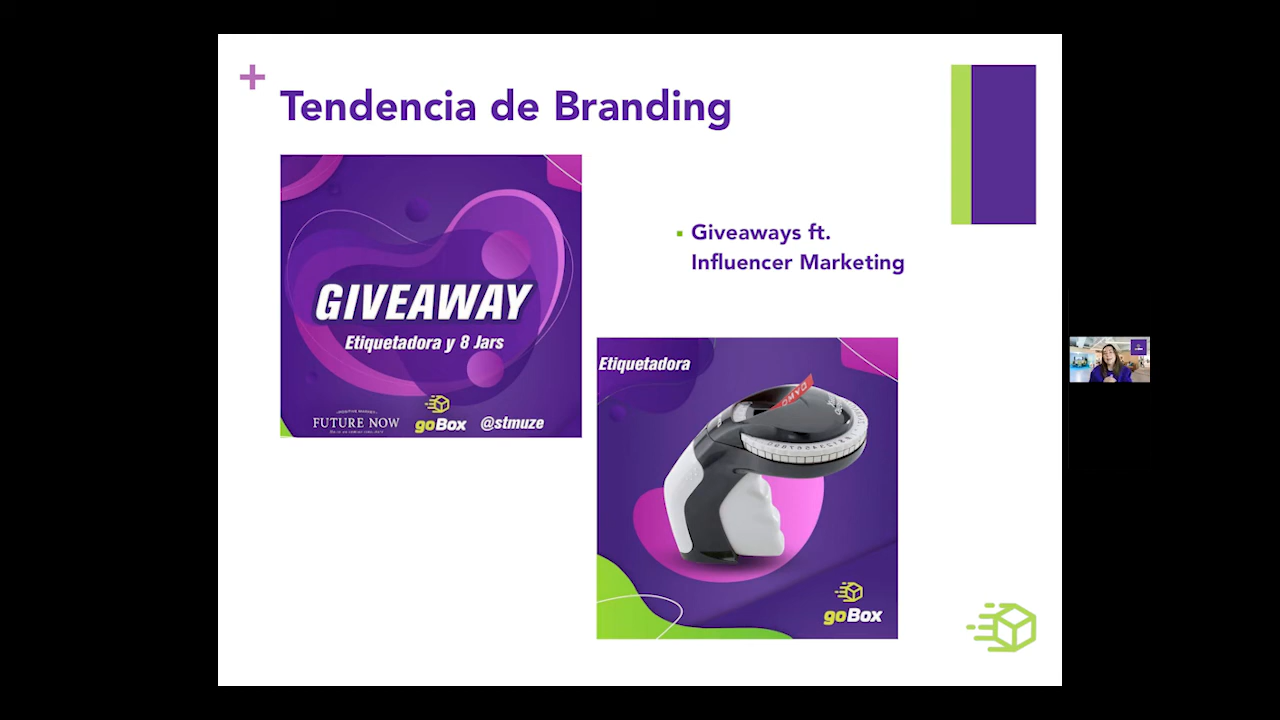 +
Tendencia de Branding
GIVEAWAY
Etiquetadora y 8 Jars
FUTURE NOW
goBox
@stmuze
Giveaways ft.
Influencer Marketing
Etiquetadora
goBox